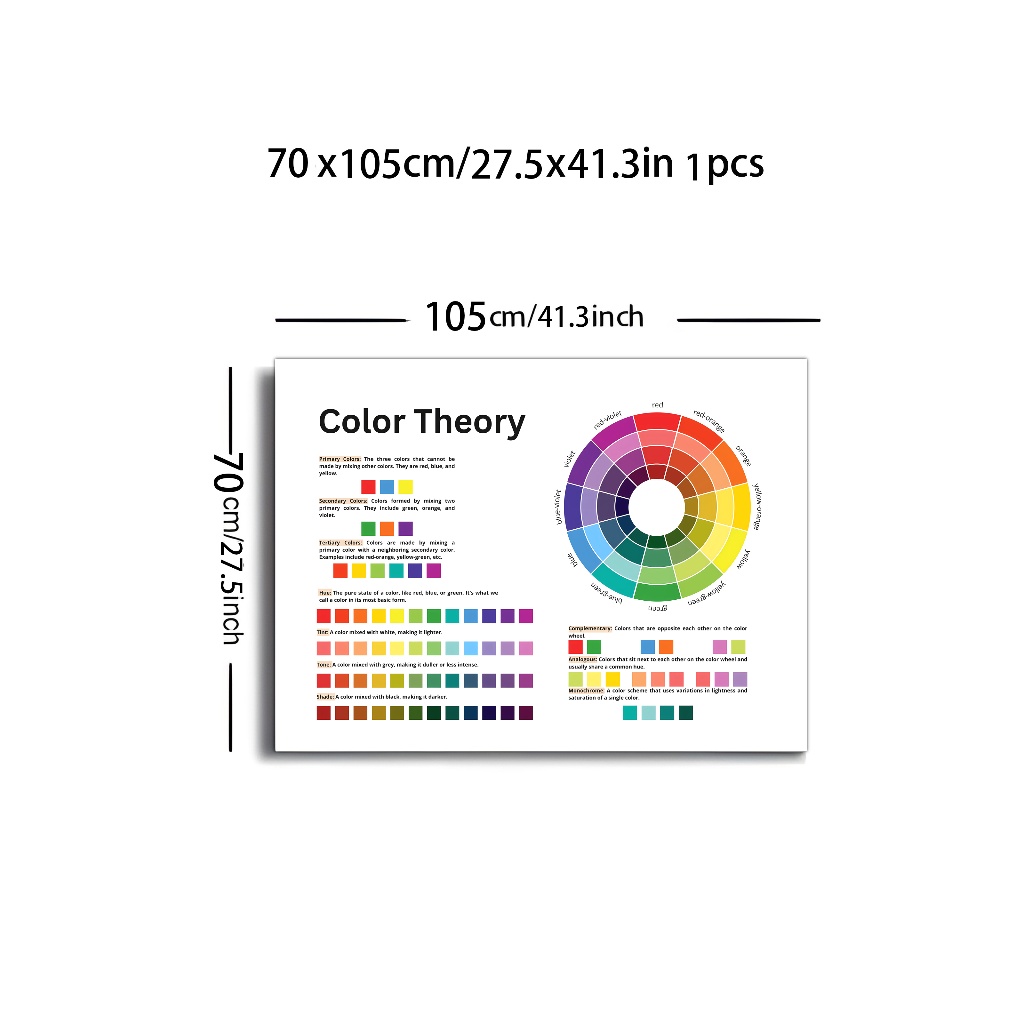 70 x105cm/27.5x41.3in 1pcs
105cm/41.3inch
70cm/27.5inch
Color Theory
Primary Colors: The three colors that cannot be
made by mixing other colors. They are red, blue, and
yellow.
Secondary Colors: Colors formed by mixing two
primary colors. They include green, orange, and
violet.
Tertiary Colors: Colors are made by mixing a
primary color with a neighboring secondary color.
Examples include red-orange, yellow-green, etc.
Hue: The pure state of a color, like red, blue, or green. It's what we
call a color in its most basic form.
Tint: A color mixed with white, making it lighter.
Tone: A color mixed with grey, making it duller or less intense.
Shade: A color mixed with black, making it darker.
red
red-orange
orange
yellow-orange
yellow
yellow-green
green
blue-green
blue
blue-violet
violet
red-violet
Complementary: Colors that are opposite each other on the color
wheel.
Analogous: Colors that sit next to each other on the color wheel and
usually share a common hue.
Monochrome: A color scheme that uses variations in lightness and
saturation of a single color.